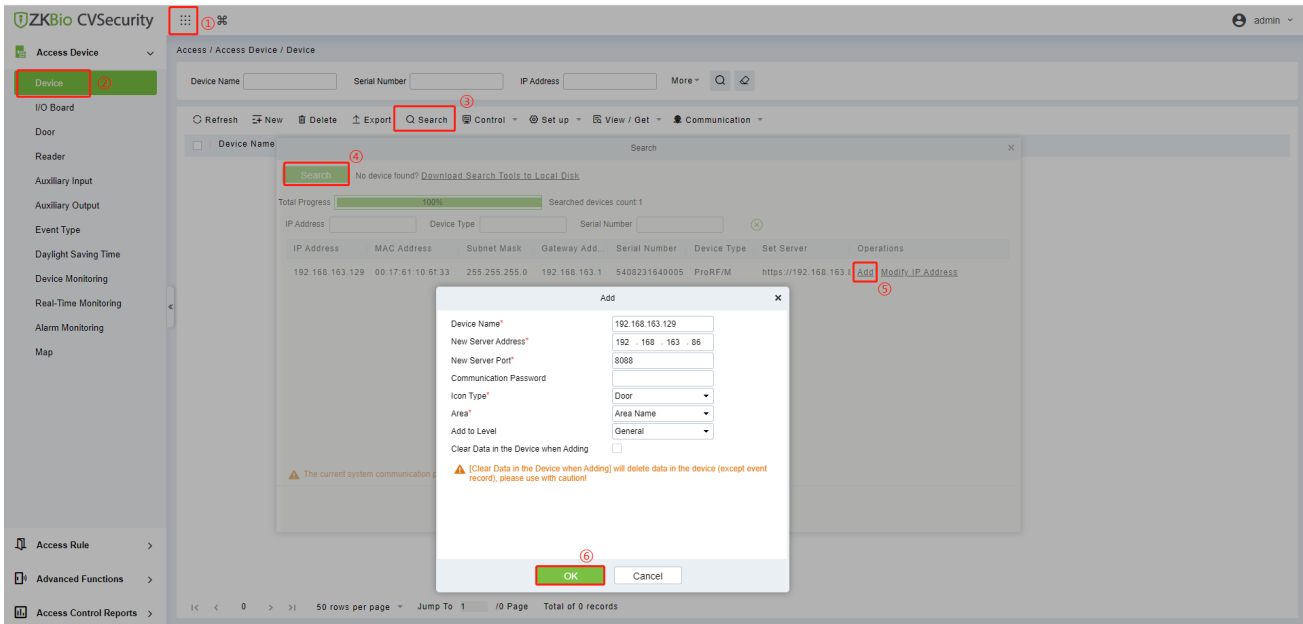 ZKBio CVSecurity ① ⌘ admin
Access Device
Access / Access Device / Device
Device ②
Device Name Serial Number IP Address More
I/O Board
③
Refresh New Delete Export Search Control Set up View / Get Communication
Door
Device Name Search
Reader
④
Search No device found? Download Search Tools to Local Disk
Auxiliary Input
Total Progress 100% Searched devices count:1
Auxiliary Output
IP Address Device Type Serial Number
Event Type
IP Address MAC Address Subnet Mask Gateway Add... Serial Number Device Type Set Server Operations
Daylight Saving Time
192.168.163.129 00:17:61:10:6f:33 255.255.255.0 192.168.163.1 5408231640005 ProRF/M https://192.168.163. Add Modify IP Address
Device Monitoring
⑤
Real-Time Monitoring
Alarm Monitoring
Map
Add
Device Name* 192.168.163.129
New Server Address* 192 . 168 . 163 . 86
New Server Port* 8088
Communication Password
Icon Type* Door
Area* Area Name
Add to Level General
Clear Data in the Device when Adding
[Clear Data in the Device when Adding] will delete data in the device (except event
record), please use with caution!
The current system communication p
⑥
OK Cancel
Access Rule
Advanced Functions
Access Control Reports
0 50 rows per page Jump To 1 /0 Page Total of 0 records